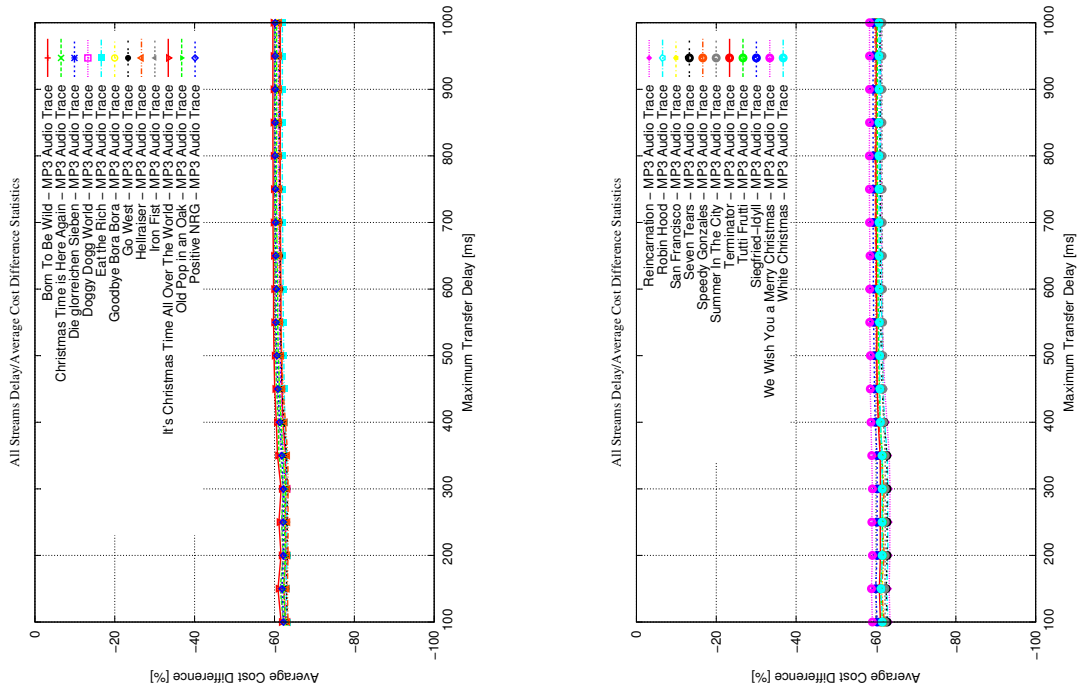 All Streams Delay/Average Cost Difference Statistics
Born To Be Wild – MP3 Audio Trace
Christmas Time is Here Again – MP3 Audio Trace
Die glorreichen Sieben – MP3 Audio Trace
Doggy Dogg World – MP3 Audio Trace
Eat the Rich – MP3 Audio Trace
Goodbye Bora Bora – MP3 Audio Trace
Go West – MP3 Audio Trace
Hellraiser – MP3 Audio Trace
Iron Fist – MP3 Audio Trace
It's Christmas Time All Over The World – MP3 Audio Trace
Old Pop in an Oak – MP3 Audio Trace
Positive NRG – MP3 Audio Trace
0
−20
−40
−60
−80
−100
Average Cost Difference [%]
100
200
300
400
500
600
700
800
900
1000
Maximum Transfer Delay [ms]
All Streams Delay/Average Cost Difference Statistics
Reincarnation – MP3 Audio Trace
Robin Hood – MP3 Audio Trace
San Francisco – MP3 Audio Trace
Seven Tears – MP3 Audio Trace
Speedy Gonzales – MP3 Audio Trace
Summer In The City – MP3 Audio Trace
Terminator – MP3 Audio Trace
Tutti Frutti – MP3 Audio Trace
Siegfried–Idyll – MP3 Audio Trace
We Wish You a Merry Christmas – MP3 Audio Trace
White Christmas – MP3 Audio Trace
0
−20
−40
−60
−80
−100
Average Cost Difference [%]
100
200
300
400
500
600
700
800
900
1000
Maximum Transfer Delay [ms]